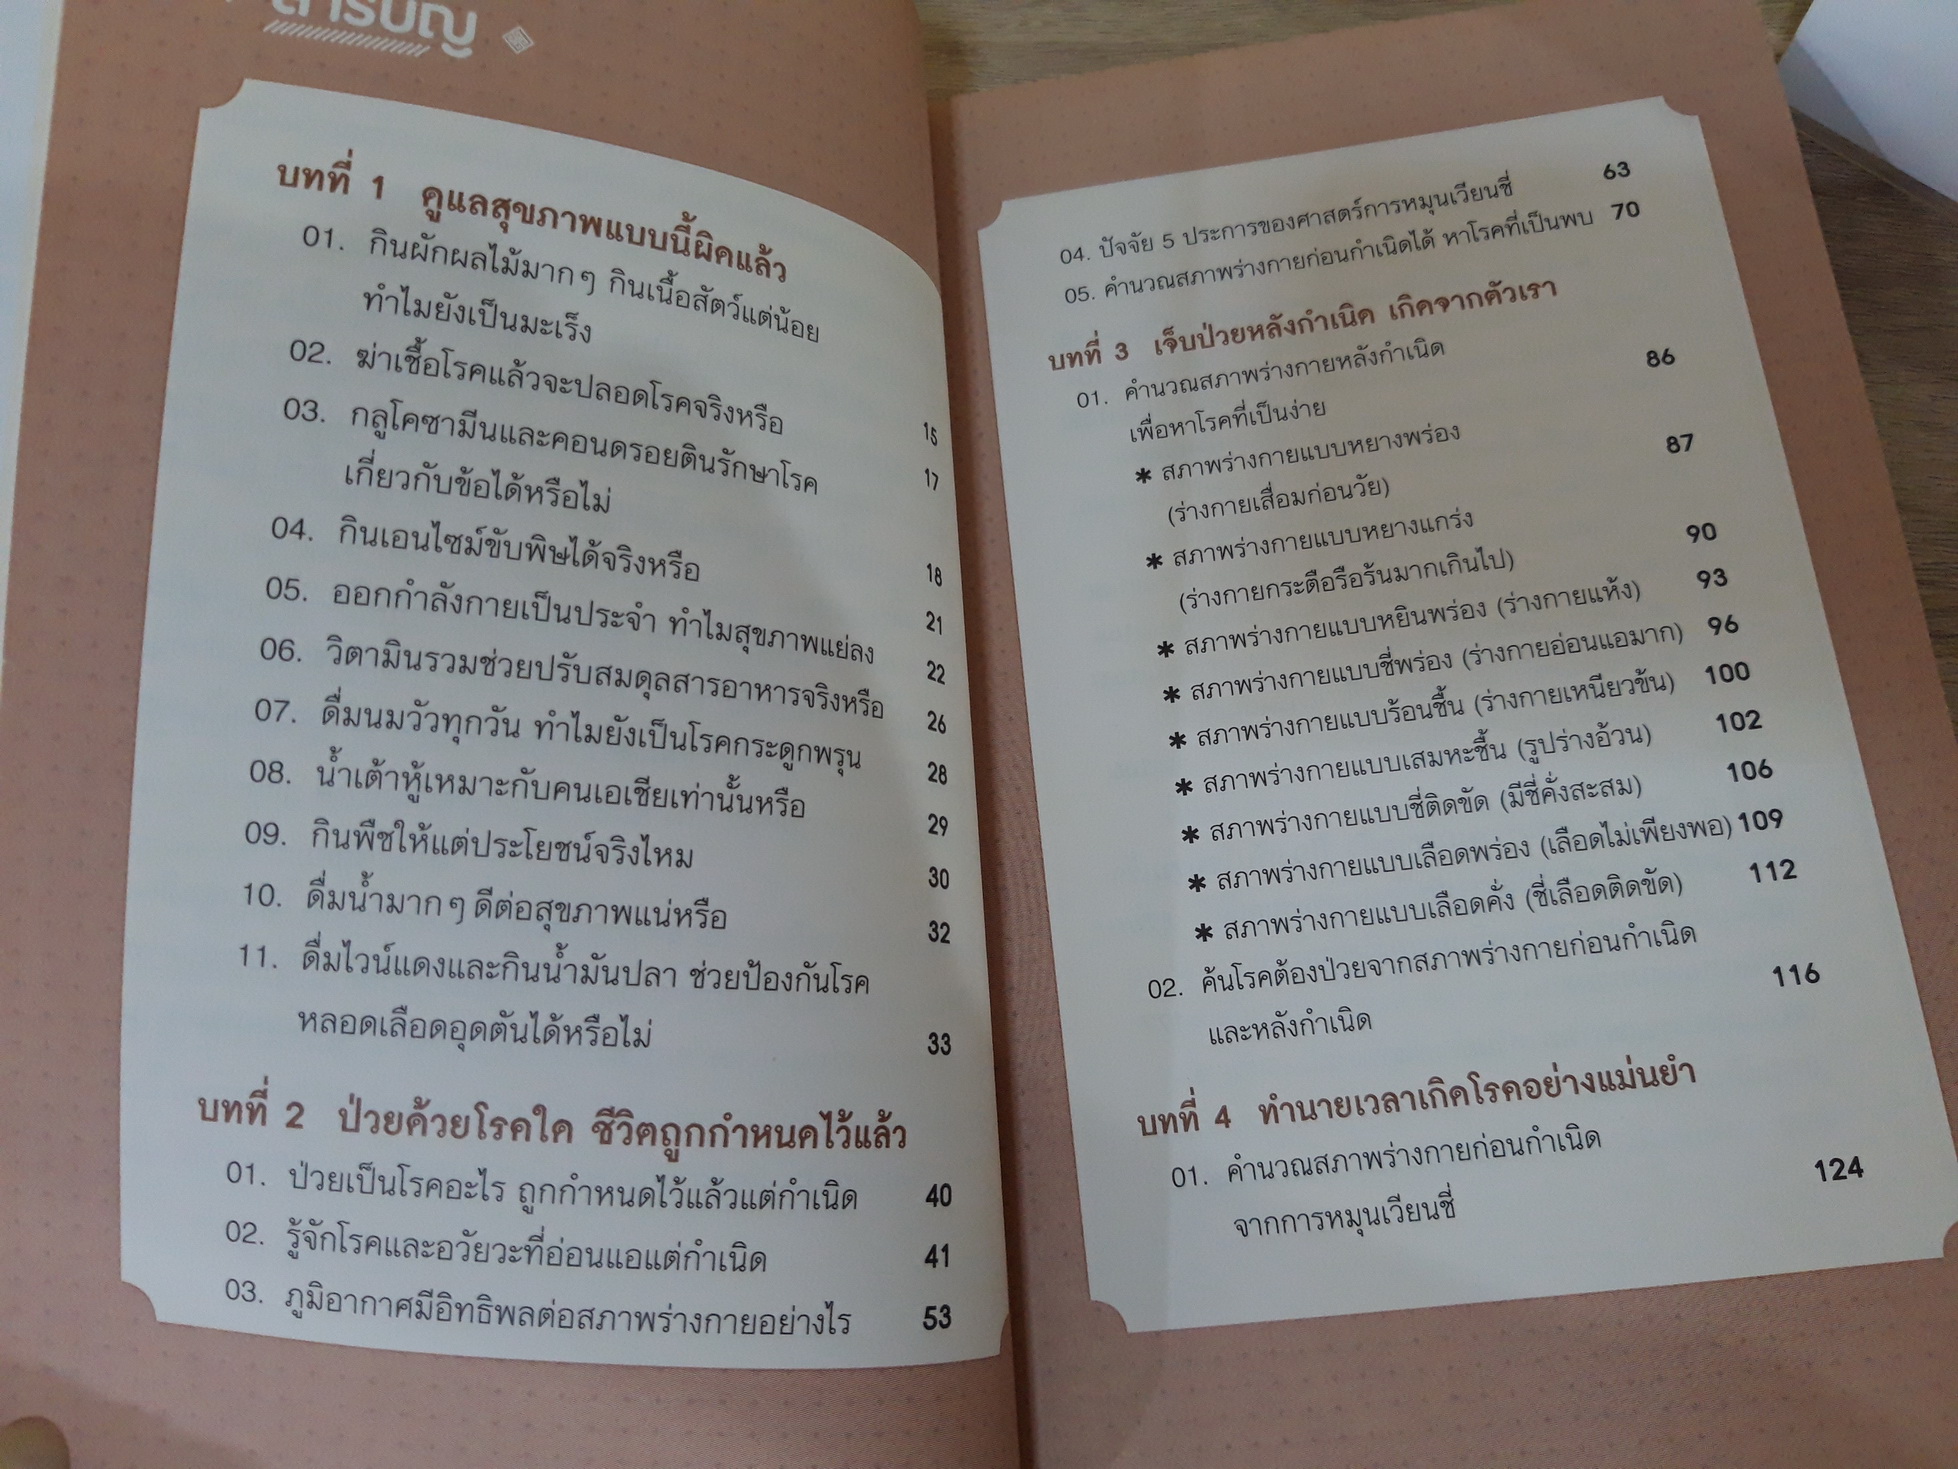 สารบัญ
บทที่ 1 ดูแลสุขภาพแบบนี้ผิดแล้ว
01. กินผักผลไม้มากๆ กินเนื้อสัตว์แต่น้อย
ทำไมยังเป็นมะเร็ง 15
02. ฆ่าเชื้อโรคแล้วจะปลอดโรคจริงหรือ 17
03. กลูโคซามีนและคอนดรอยตินรักษาโรค
เกี่ยวกับข้อได้หรือไม่ 18
04. กินเอนไซม์ขับพิษได้จริงหรือ 21
05. ออกกำลังกายเป็นประจำ ทำไมสุขภาพแย่ลง 22
06. วิตามินรวมช่วยปรับสมดุลสารอาหารจริงหรือ 26
07. ดื่มนมวัวทุกวัน ทำไมยังเป็นโรคกระดูกพรุน 28
08. น้ำเต้าหู้เหมาะกับคนเอเชียเท่านั้นหรือ 29
09. กินพืชให้แต่ประโยชน์จริงไหม 30
10. ดื่มน้ำมากๆ ดีต่อสุขภาพแน่หรือ 32
11. ดื่มไวน์แดงและกินน้ำมันปลา ช่วยป้องกันโรค
หลอดเลือดอุดตันได้หรือไม่ 33
บทที่ 2 ป่วยด้วยโรคใด ชีวิตถูกกำหนดไว้แล้ว
01. ป่วยเป็นโรคอะไร ถูกกำหนดไว้แล้วแต่กำเนิด 40
02. รู้จักโรคและอวัยวะที่อ่อนแอแต่กำเนิด 41
03. ภูมิอากาศมีอิทธิพลต่อสภาพร่างกายอย่างไร 53
04. ปัจจัย 5 ประการของศาสตร์การหมุนเวียนชี่ 63
05. คำนวณสภาพร่างกายก่อนกำเนิดได้ หาโรคที่เป็นพบ 70
บทที่ 3 เจ็บป่วยหลังกำเนิด เกิดจากตัวเรา
01. คำนวณสภาพร่างกายหลังกำเนิด
เพื่อหาโรคที่เป็นง่าย 86
* สภาพร่างกายแบบหยางพร่อง
(ร่างกายเสื่อมก่อนวัย) 87
* สภาพร่างกายแบบหยางแกร่ง
(ร่างกายกระตือรือร้นมากเกินไป) 90
* สภาพร่างกายแบบหยินพร่อง (ร่างกายแห้ง) 93
* สภาพร่างกายแบบชี่พร่อง (ร่างกายอ่อนแอมาก) 96
* สภาพร่างกายแบบร้อนชื้น (ร่างกายเหนียวข้น) 100
* สภาพร่างกายแบบเสมหะชื้น (รูปร่างอ้วน) 102
* สภาพร่างกายแบบชี่ติดขัด (มีชี่คั่งสะสม) 106
* สภาพร่างกายแบบเลือดพร่อง (เลือดไม่เพียงพอ) 109
* สภาพร่างกายแบบเลือดคั่ง (ชี่เลือดติดขัด) 112
02. ค้นโรคต้องป่วยจากสภาพร่างกายก่อนกำเนิด
และหลังกำเนิด 116
บทที่ 4 ทำนายเวลาเกิดโรคอย่างแม่นยำ
01. คำนวณสภาพร่างกายก่อนกำเนิด
จากการหมุนเวียนชี่ 124